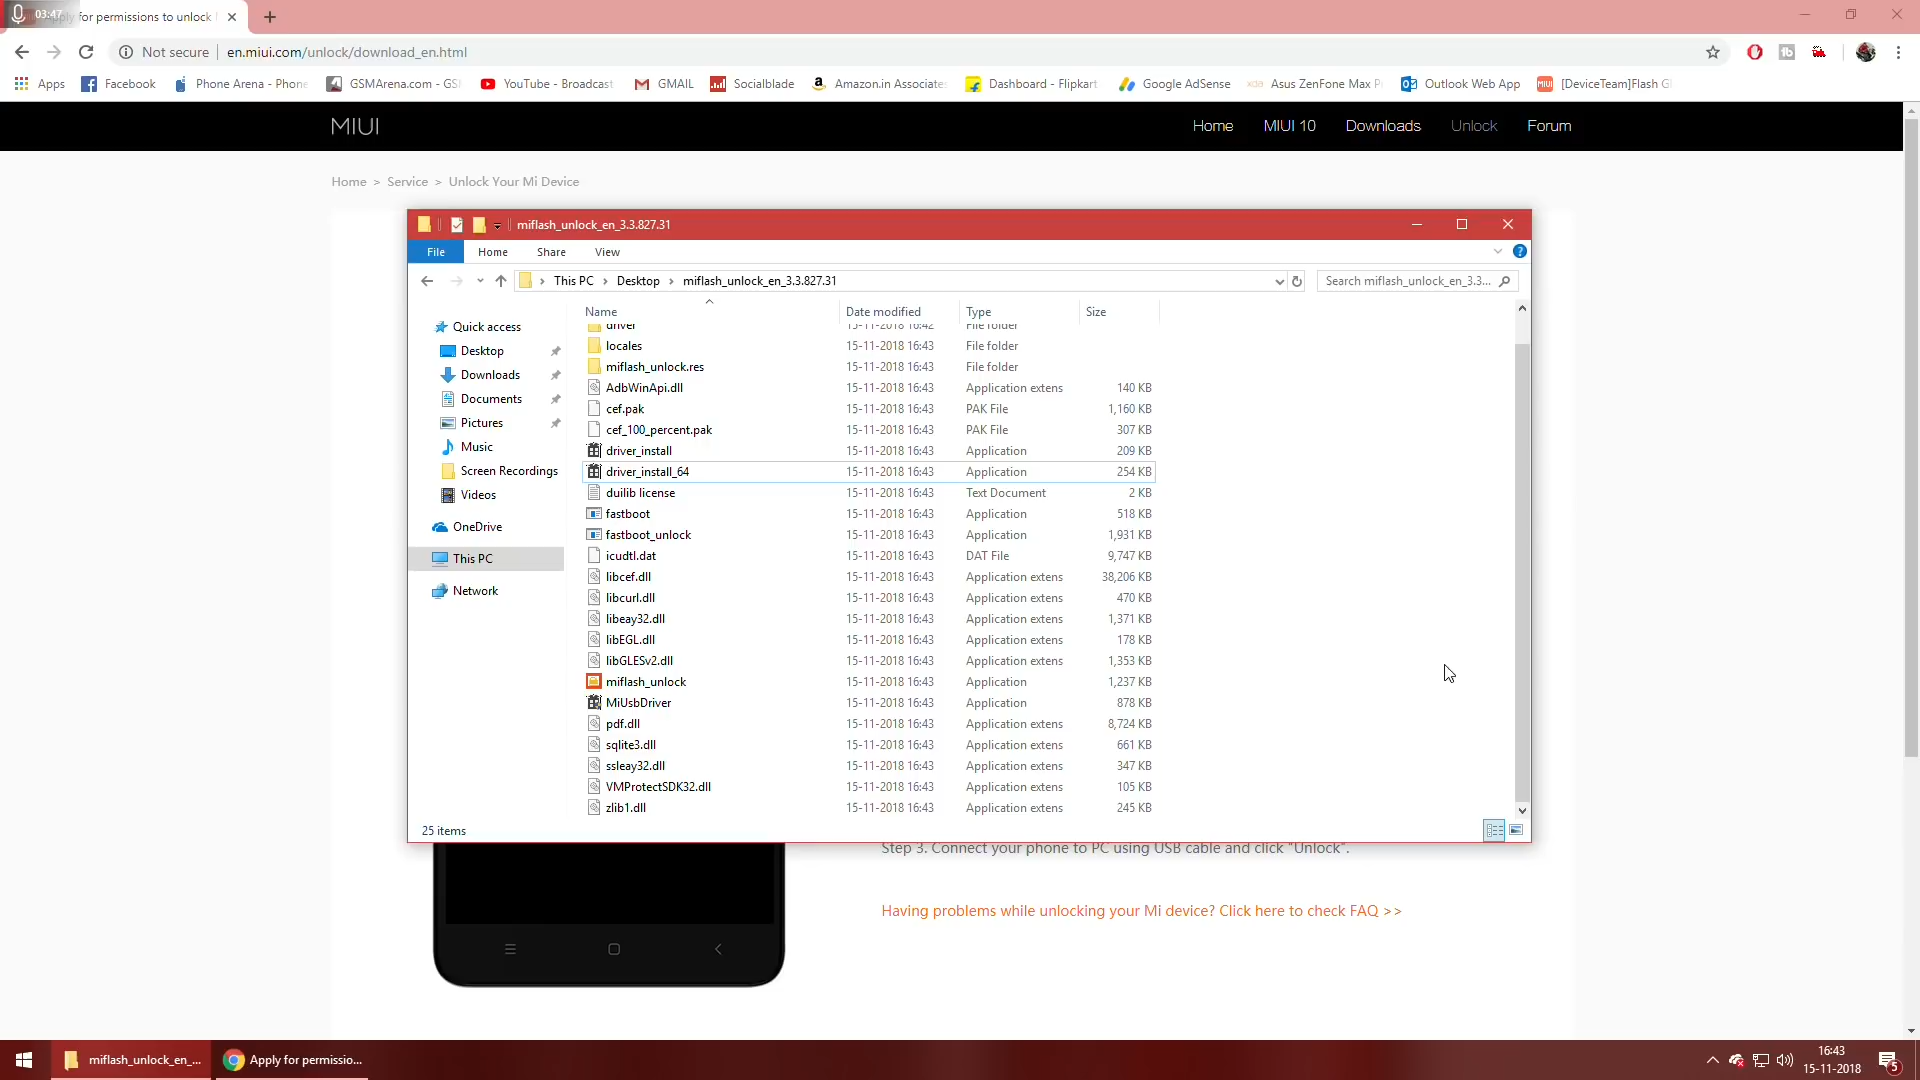 03:47
for permissions to unlock
Not secure
en.miui.com/unlock/download_en.html
Apps
Facebook
Phone Arena - Phone
GSMArena.com - GS
YouTube - Broadcast
GMAIL
Socialblade
Amazon.in Associate
Dashboard - Flipkart
Google AdSense
Asus ZenFone Max P
Outlook Web App
[DeviceTeam]Flash G
MIUI
Home
MIUI 10
Downloads
Unlock
Forum
Home > Service > Unlock Your Mi Device
miflash_unlock_en_3.3.827.31
File
Home
Share
View
This PC > Desktop > miflash_unlock_en_3.3.827.31
Search miflash_unlock_en_3.3...
Name Date modified Type Size
Quick access
Desktop
Downloads
Documents
Pictures
Music
Screen Recordings
Videos
OneDrive
This PC
Network
driver 15-11-2018 16:42 File folder
locales 15-11-2018 16:43 File folder
miflash_unlock.res 15-11-2018 16:43 File folder
AdbWinApi.dll 15-11-2018 16:43 Application extens 140 KB
cef.pak 15-11-2018 16:43 PAK File 1,160 KB
cef_100_percent.pak 15-11-2018 16:43 PAK File 307 KB
driver_install 15-11-2018 16:43 Application 209 KB
driver_install_64 15-11-2018 16:43 Application 254 KB
duilib license 15-11-2018 16:43 Text Document 2 KB
fastboot 15-11-2018 16:43 Application 518 KB
fastboot_unlock 15-11-2018 16:43 Application 1,931 KB
icudtl.dat 15-11-2018 16:43 DAT File 9,747 KB
libcef.dll 15-11-2018 16:43 Application extens 38,206 KB
libcurl.dll 15-11-2018 16:43 Application extens 470 KB
libeay32.dll 15-11-2018 16:43 Application extens 1,371 KB
libEGL.dll 15-11-2018 16:43 Application extens 178 KB
libGLESv2.dll 15-11-2018 16:43 Application extens 1,353 KB
miflash_unlock 15-11-2018 16:43 Application 1,237 KB
MiUsbDriver 15-11-2018 16:43 Application 878 KB
pdf.dll 15-11-2018 16:43 Application extens 8,724 KB
sqlite3.dll 15-11-2018 16:43 Application extens 661 KB
ssleay32.dll 15-11-2018 16:43 Application extens 347 KB
VMProtectSDK32.dll 15-11-2018 16:43 Application extens 105 KB
zlib1.dll 15-11-2018 16:43 Application extens 245 KB
25 items
Step 3. Connect your phone to PC using USB cable and click "Unlock".
Having problems while unlocking your Mi device? Click here to check FAQ >>
miflash_unlock_en_...
Apply for permissio...
16:43
15-11-2018
5